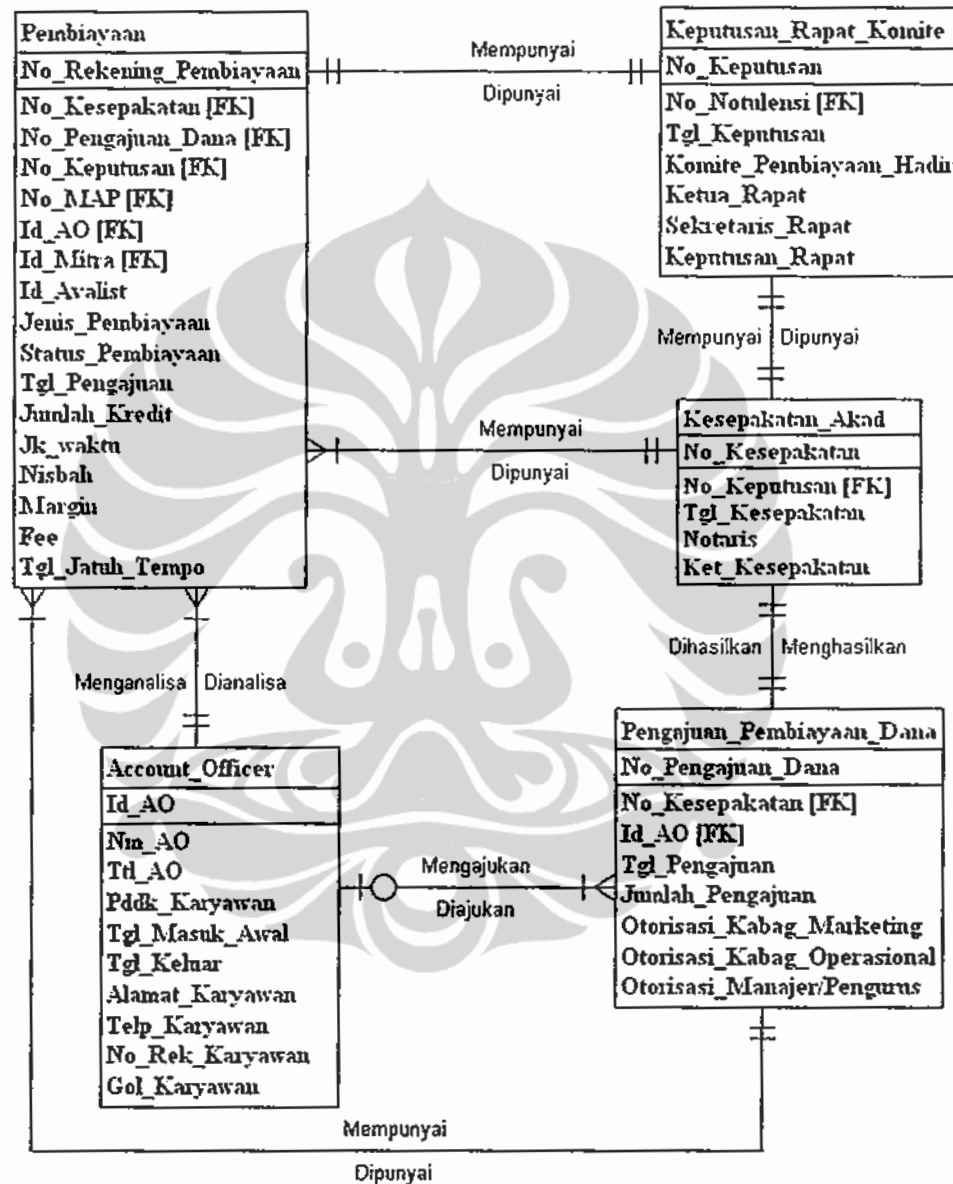 Pembiayaan
No_Rekening_Pembiayaan
No_Kesepakatan [FK]
No_Pengajuan_Dana [FK]
No_Keputusan [FK]
No_MAP [FK]
Id_AO [FK]
Id_Mitra [FK]
Id_Avalist
Jenis_Pembiayaan
Status_Pembiayaan
Tgl_Pengajuan
Jumlah_Kredit
Jk_waktu
Nisbah
Margin
Fee
Tgl_Jatuh_Tempo
Mempunyai
Dipunyai
Keputusan_Rapat_Komite
No_Keputusan
No_Notulensi [FK]
Tgl_Keputusan
Komite_Pembiayaan_Hadir
Ketua_Rapat
Sekretaris_Rapat
Keputusan_Rapat
Mempunyai Dipunyai
Mempunyai
Dipunyai
Kesepakatan_Akad
No_Kesepakatan
No_Keputusan [FK]
Tgl_Kesepakatan
Notaris
Ket_Kesepakatan
Dihasilkan Menghasilkan
Menganalisa Dianalisa
Account_Officer
Id_AO
Nm_AO
Ttl_AO
Pddk_Karyawan
Tgl_Masuk_Awal
Tgl_Keluar
Alamat_Karyawan
Telp_Karyawan
No_Rek_Karyawan
Gol_Karyawan
Mengajukan
Diajukan
Pengajuan_Pembiayaan_Dana
No_Pengajuan_Dana
No_Kesepakatan [FK]
Id_AO [FK]
Tgl_Pengajuan
Jumlah_Pengajuan
Otorisasi_Kabag_Marketing
Otorisasi_Kabag_Operasional
Otorisasi_Manajer/Pengurus
Mempunyai
Dipunyai